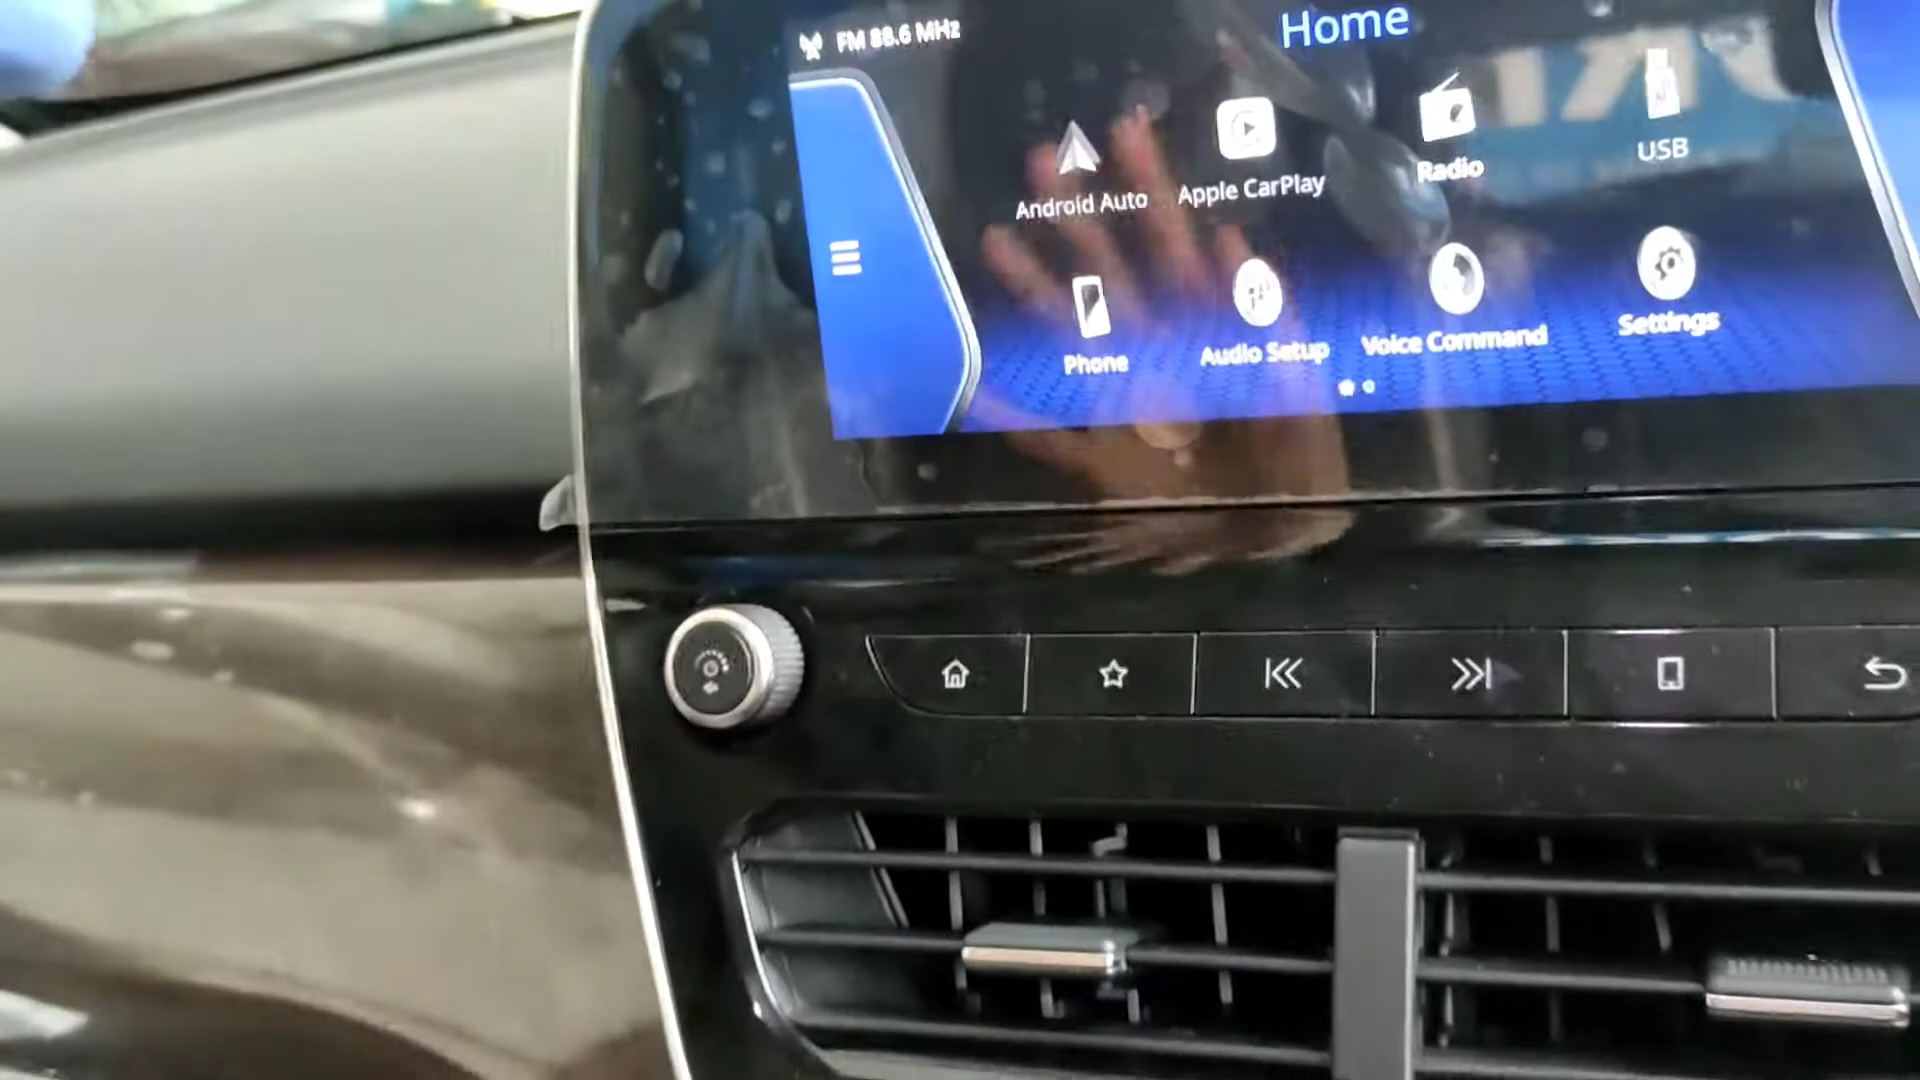 FM 88.6 MHz
Home
Android Auto
Apple CarPlay
Radio
USB
Phone
Audio Setup
Voice Command
Settings